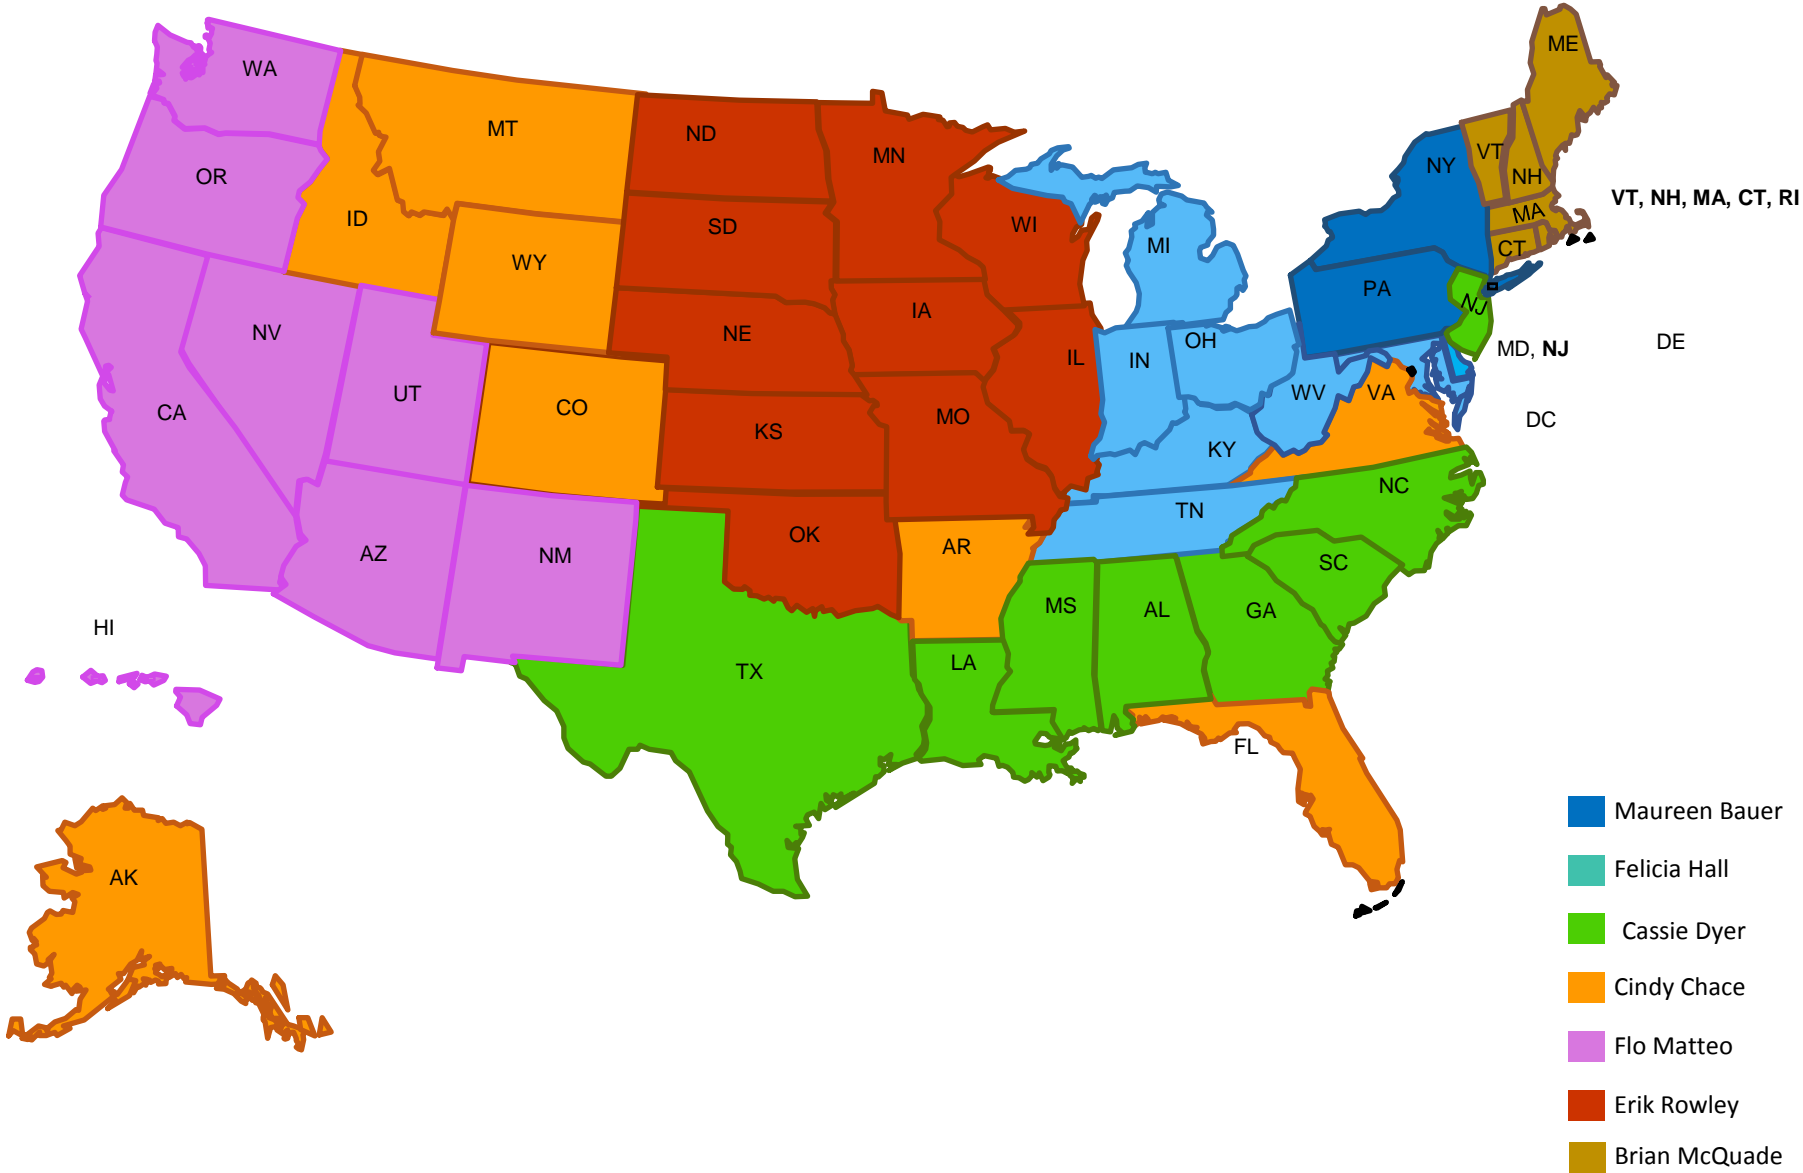 ME
WA
MT
ND
MN
NY
VT
NH
OR
VT, NH, MA, CT, RI
ID
SD
WI
MA
MI
CT
WY
PA
NJ
IA
NV
NE
OH
MD, NJ
DE
IL
IN
UT
WV
VA
CO
CA
MO
DC
KS
KY
NC
TN
OK
AR
AZ
NM
SC
MS
AL
GA
HI
LA
TX
FL
Maureen Bauer
Felicia Hall
AK
Cassie Dyer
Cindy Chace
Flo Matteo
Erik Rowley
Brian McQuade